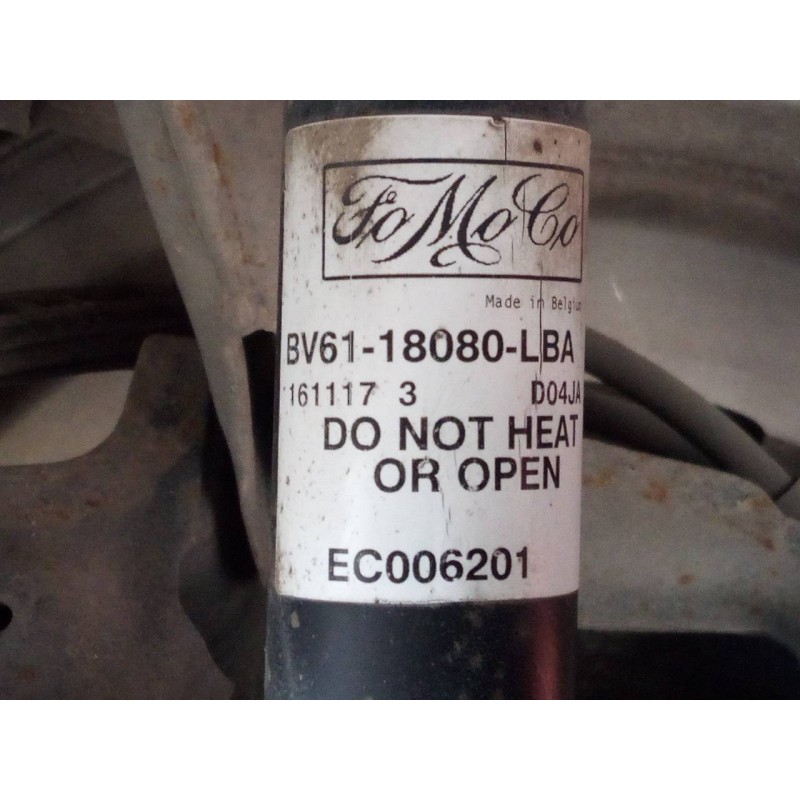 FoMoCo
Made in Belgium
BV61-18080-LBA
161117 3 D04JA
DO NOT HEAT
OR OPEN
EC006201